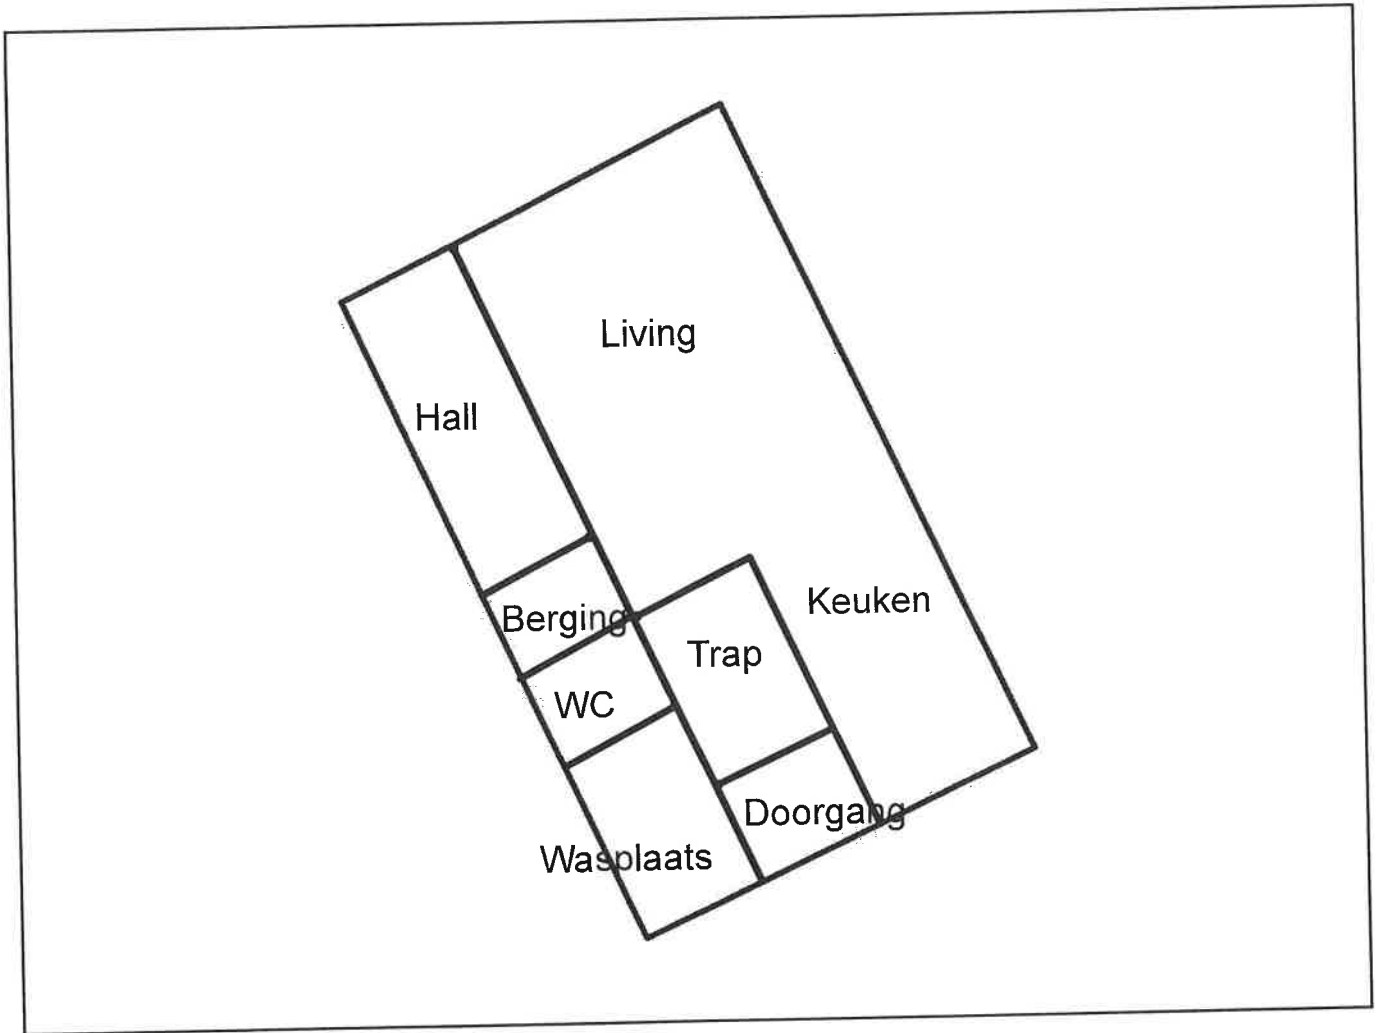 Living
Hall
Keuken
Berging
Trap
WC
Doorgang
Wasplaats